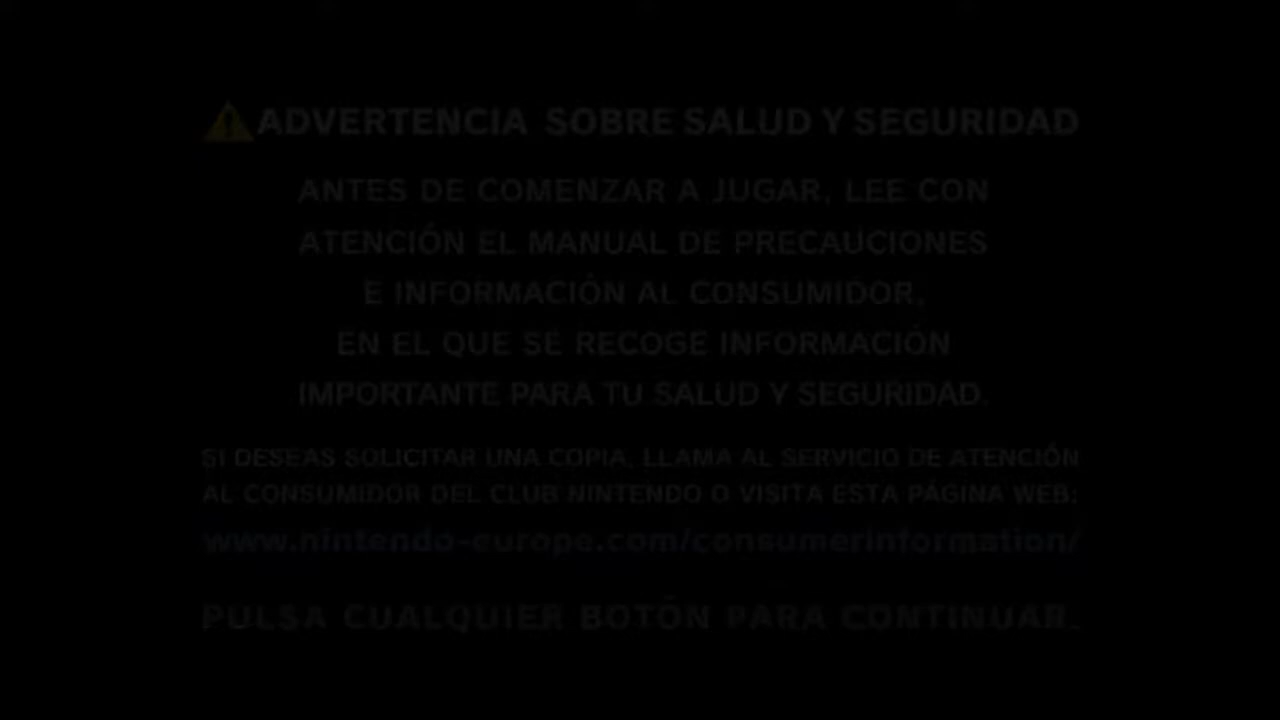 ADVERTENCIA SOBRE SALUD Y SEGURIDAD
ANTES DE COMENZAR A JUGAR, LEE CON
ATENCIÓN EL MANUAL DE PRECAUCIONES
E INFORMACIÓN AL CONSUMIDOR,
EN EL QUE SE RECOGE INFORMACIÓN
IMPORTANTE PARA TU SALUD Y SEGURIDAD.
SI DESEAS SOLICITAR UNA COPIA, LLAMA AL SERVICIO DE ATENCIÓN
AL CONSUMIDOR DEL CLUB NINTENDO O VISITA ESTA PÁGINA WEB:
www.nintendo-europe.com/consumerinformation/
PULSA CUALQUIER BOTÓN PARA CONTINUAR.